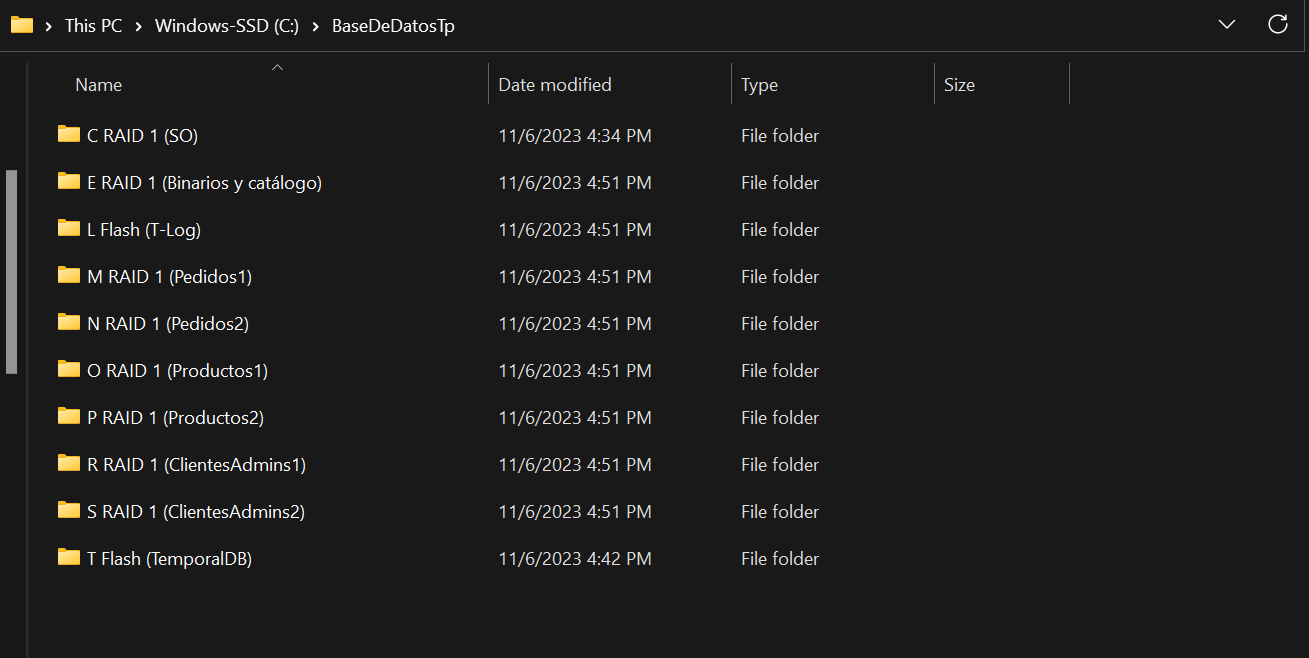 This PC > Windows-SSD (C:) > BaseDeDatosTp
Name Date modified Type Size
C RAID 1 (SO) 11/6/2023 4:34 PM File folder
E RAID 1 (Binarios y catálogo) 11/6/2023 4:51 PM File folder
L Flash (T-Log) 11/6/2023 4:51 PM File folder
M RAID 1 (Pedidos1) 11/6/2023 4:51 PM File folder
N RAID 1 (Pedidos2) 11/6/2023 4:51 PM File folder
O RAID 1 (Productos1) 11/6/2023 4:51 PM File folder
P RAID 1 (Productos2) 11/6/2023 4:51 PM File folder
R RAID 1 (ClientesAdmins1) 11/6/2023 4:51 PM File folder
S RAID 1 (ClientesAdmins2) 11/6/2023 4:51 PM File folder
T Flash (TemporalDB) 11/6/2023 4:42 PM File folder